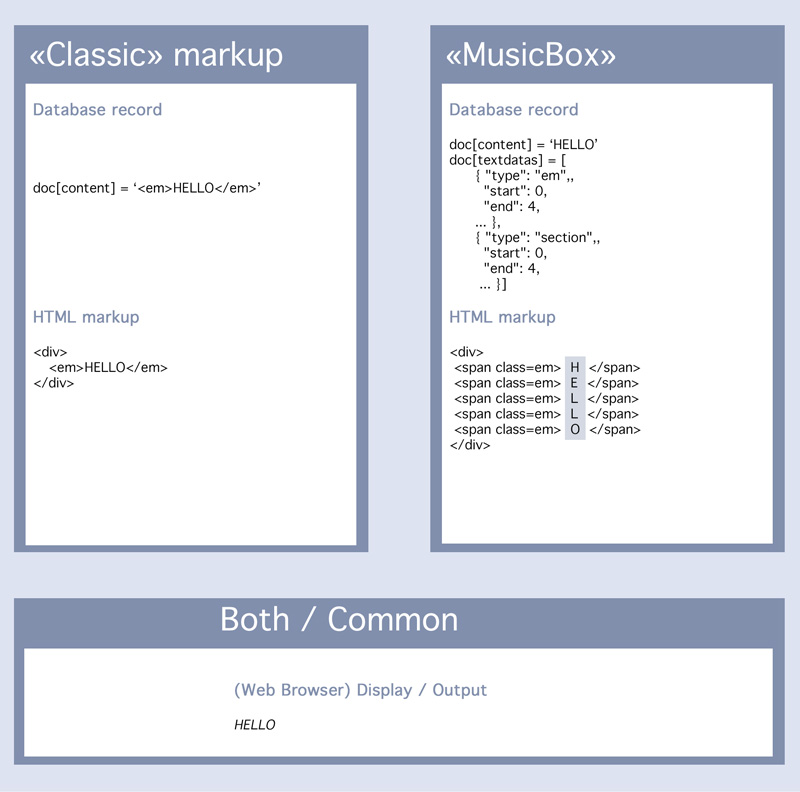 «Classic» markup
Database record
doc[content] = ‘<em>HELLO</em>’
HTML markup
<div>
<em>HELLO</em>
</div>
«MusicBox»
Database record
doc[content] = ‘HELLO’
doc[textdatas] = [
{ "type": "em",,
"start": 0,
"end": 4,
... },
{ "type": "section",,
"start": 0,
"end": 4,
... }]
HTML markup
<div>
<span class=em> H </span>
<span class=em> E </span>
<span class=em> L </span>
<span class=em> L </span>
<span class=em> O </span>
</div>
Both / Common
(Web Browser) Display / Output
HELLO